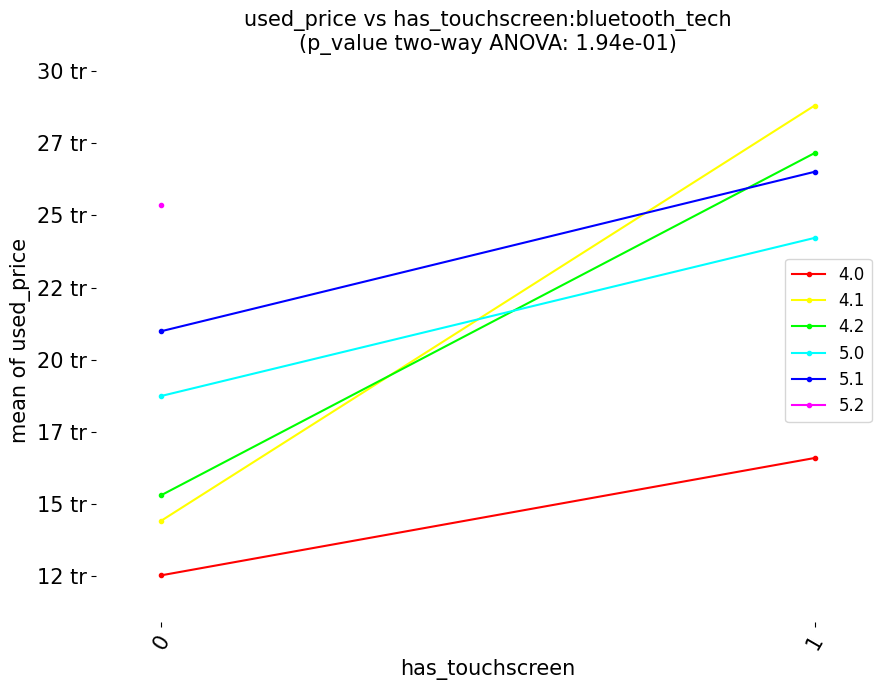 used_price vs has_touchscreen:bluetooth_tech
(p_value two-way ANOVA: 1.94e-01)
30 tr
27 tr
25 tr
22 tr
20 tr
17 tr
15 tr
12 tr
mean of used_price
4.0
4.1
4.2
5.0
5.1
5.2
0
1
has_touchscreen